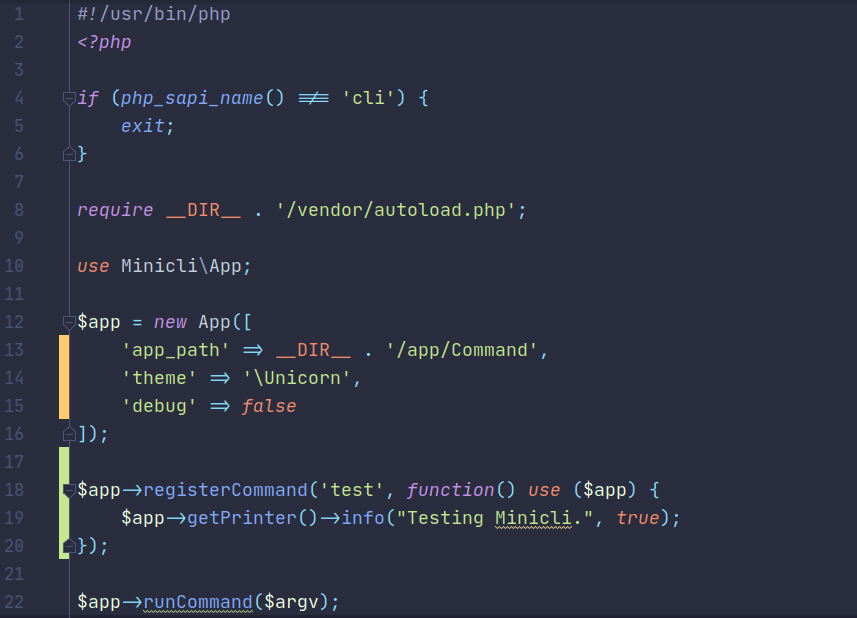 1 #!/usr/bin/php
2 <?php
3
4 if (php_sapi_name() !== 'cli') {
5     exit;
6 }
7
8 require __DIR__ . '/vendor/autoload.php';
9
10 use Minicli\App;
11
12 $app = new App([
13     'app_path' => __DIR__ . '/app/Command',
14     'theme' => '\Unicorn',
15     'debug' => false
16 ]);
17
18 $app->registerCommand('test', function() use ($app) {
19     $app->getPrinter()->info("Testing Minicli.", true);
20 });
21
22 $app->runCommand($argv);